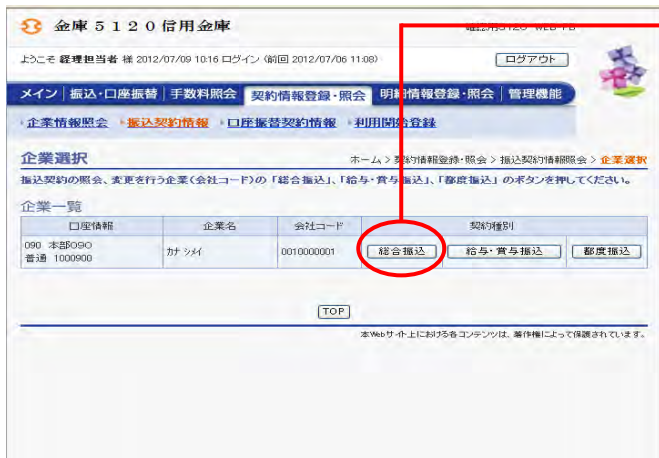 金庫５１２０信用金庫
ようこそ 経理担当者 様 2012/07/09 10:16 ログイン (前回 2012/07/06 11:08)
ログアウト
メイン 振込・口座振替 手数料照会 契約情報登録・照会 明細情報登録・照会 管理機能
企業情報照会 振込契約情報 口座振替契約情報 利用開始登録
企業選択
ホーム > 契約情報登録・照会 > 振込契約情報照会 > 企業選択
振込契約の照会、変更を行う企業(会社コード)の「総合振込」、「給与・賞与振込」、「都度振込」のボタンを押してください。
企業一覧
口座情報 企業名 会社コード 契約種別
090 本部090
普通 1000900
カナ シメイ 0010000001 総合振込 給与・賞与振込 都度振込
TOP
本Webサイト上における各コンテンツは、著作権によって保護されています。